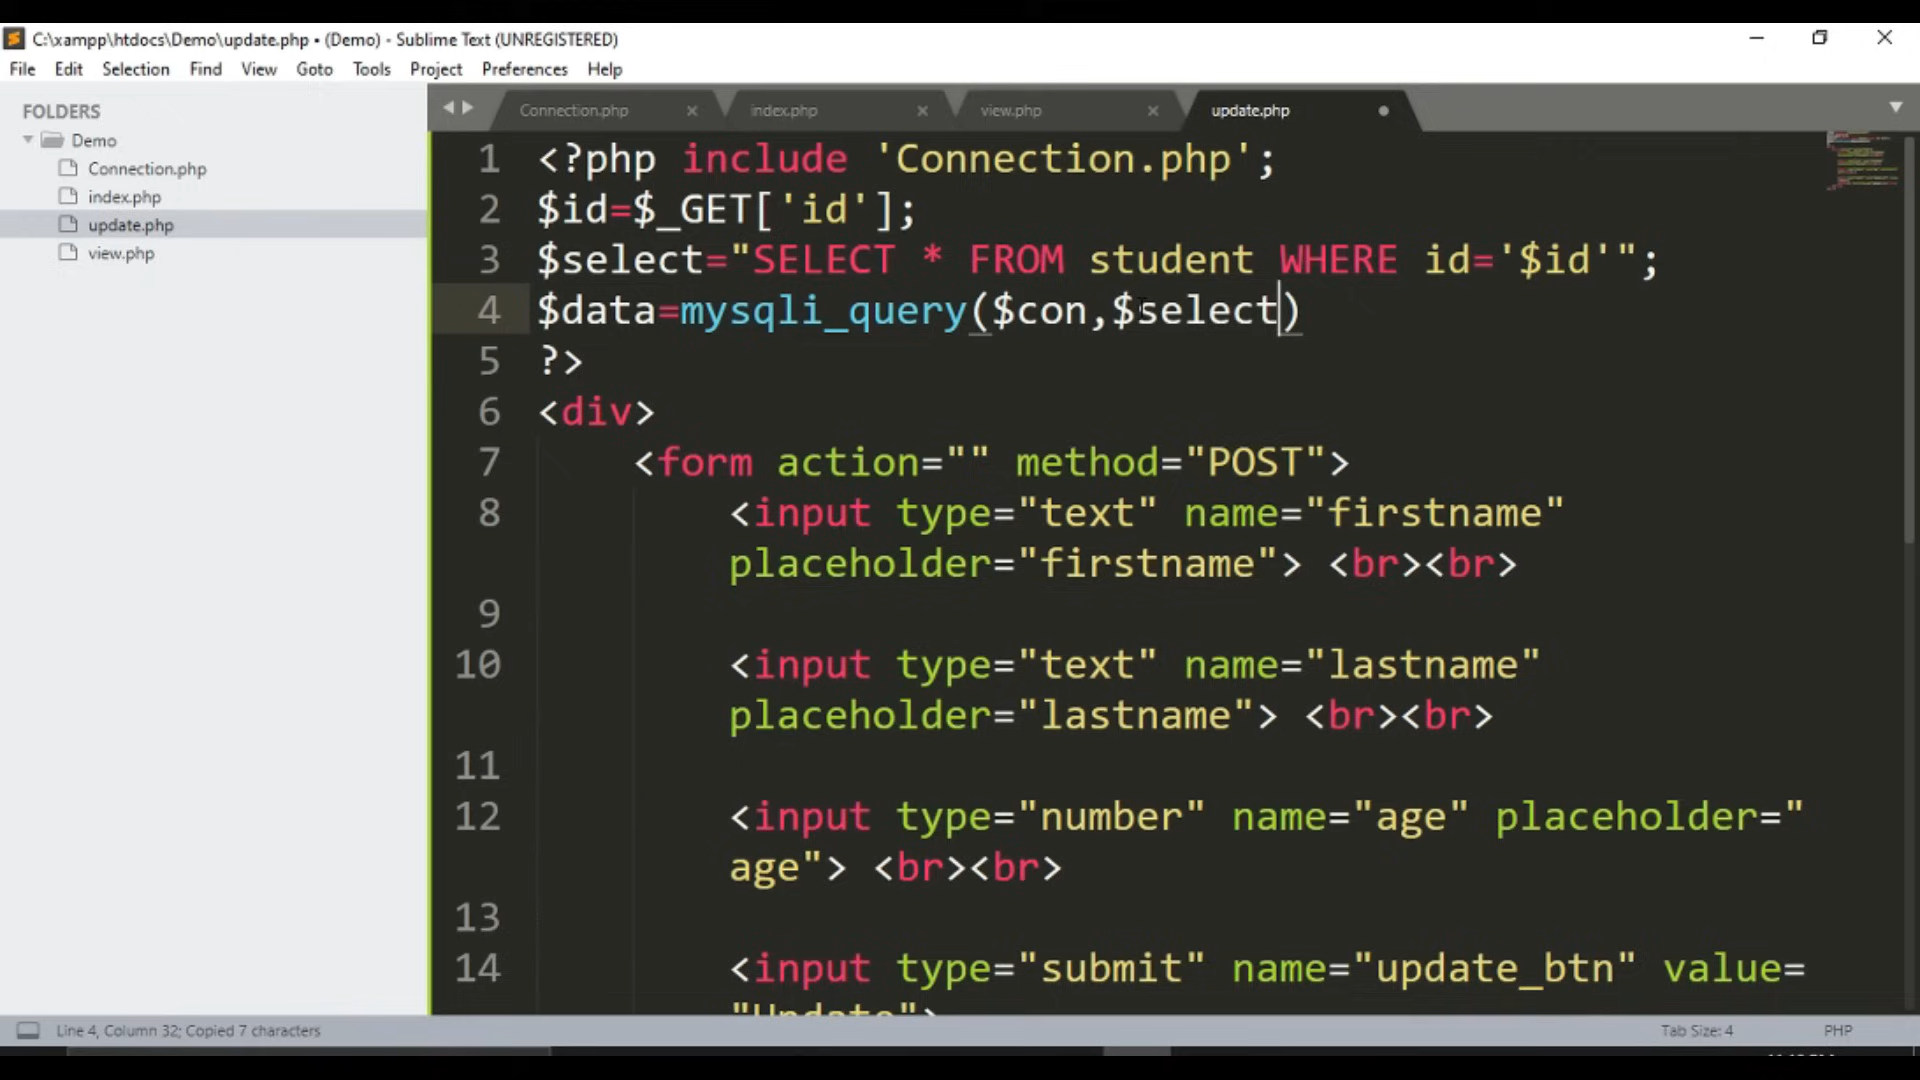 C:\xampp\htdocs\Demo\update.php • (Demo) - Sublime Text (UNREGISTERED)
File Edit Selection Find View Goto Tools Project Preferences Help
FOLDERS
Demo
Connection.php
index.php
update.php
view.php
Connection.php index.php view.php update.php
1 <?php include 'Connection.php';
2 $id=$_GET['id'];
3 $select="SELECT * FROM student WHERE id='$id'";
4 $data=mysqli_query($con,$select)
5 ?>
6 <div>
7 <form action="" method="POST">
8 <input type="text" name="firstname"
placeholder="firstname"> <br><br>
9
10 <input type="text" name="lastname"
placeholder="lastname"> <br><br>
11
12 <input type="number" name="age" placeholder="
age"> <br><br>
13
14 <input type="submit" name="update_btn" value=
"Update">
Line 4, Column 32; Copied 7 characters
Tab Size: 4 PHP